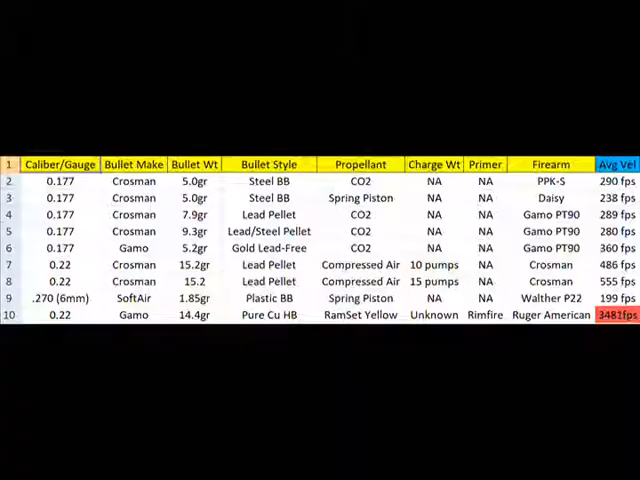 1 Caliber/Gauge Bullet Make Bullet Wt Bullet Style Propellant Charge Wt Primer Firearm Avg Vel
2 0.177 Crosman 5.0gr Steel BB CO2 NA NA PPK-S 290 fps
3 0.177 Crosman 5.0gr Steel BB Spring Piston NA NA Daisy 238 fps
4 0.177 Crosman 7.9gr Lead Pellet CO2 NA NA Gamo PT90 289 fps
5 0.177 Crosman 9.3gr Lead/Steel Pellet CO2 NA NA Gamo PT90 280 fps
6 0.177 Gamo 5.2gr Gold Lead-Free CO2 NA NA Gamo PT90 360 fps
7 0.22 Crosman 15.2gr Lead Pellet Compressed Air 10 pumps NA Crosman 486 fps
8 0.22 Crosman 15.2 Lead Pellet Compressed Air 15 pumps NA Crosman 555 fps
9 .270 (6mm) SoftAir 1.85gr Plastic BB Spring Piston NA NA Walther P22 199 fps
10 0.22 Gamo 14.4gr Pure Cu HB RamSet Yellow Unknown Rimfire Ruger American 3481fps